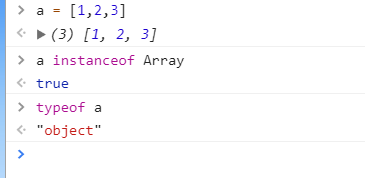 > a = [1,2,3]
<· ▶(3) [1, 2, 3]
> a instanceof Array
<· true
> typeof a
<· "object"
>